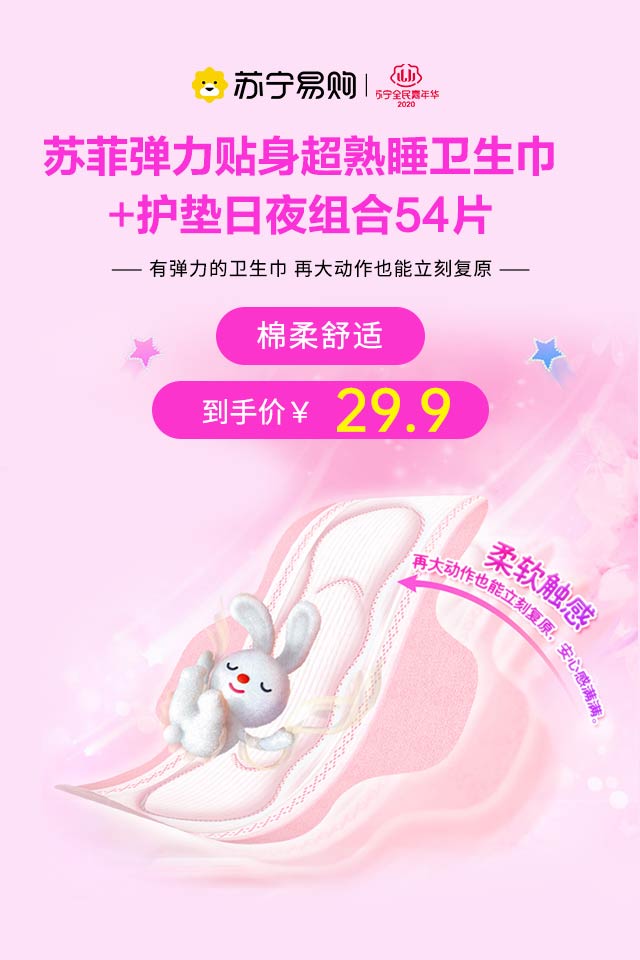 苏宁易购
苏宁全民嘉年华
2020
苏菲弹力贴身超熟睡卫生巾
+护垫日夜组合54片
有弹力的卫生巾 再大动作也能立刻复原
棉柔舒适
到手价￥ 29.9
柔软触感
再大动作也能立刻复原，安心感满满。